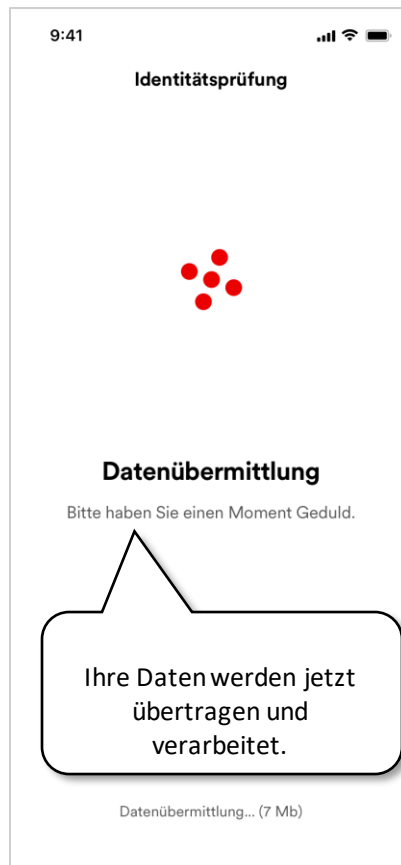 9:41
Identitätsprüfung
Datenübermittlung
Bitte haben Sie einen Moment Geduld.
Ihre Daten werden jetzt
übertragen und
verarbeitet.
Datenübermittlung... (7 Mb)